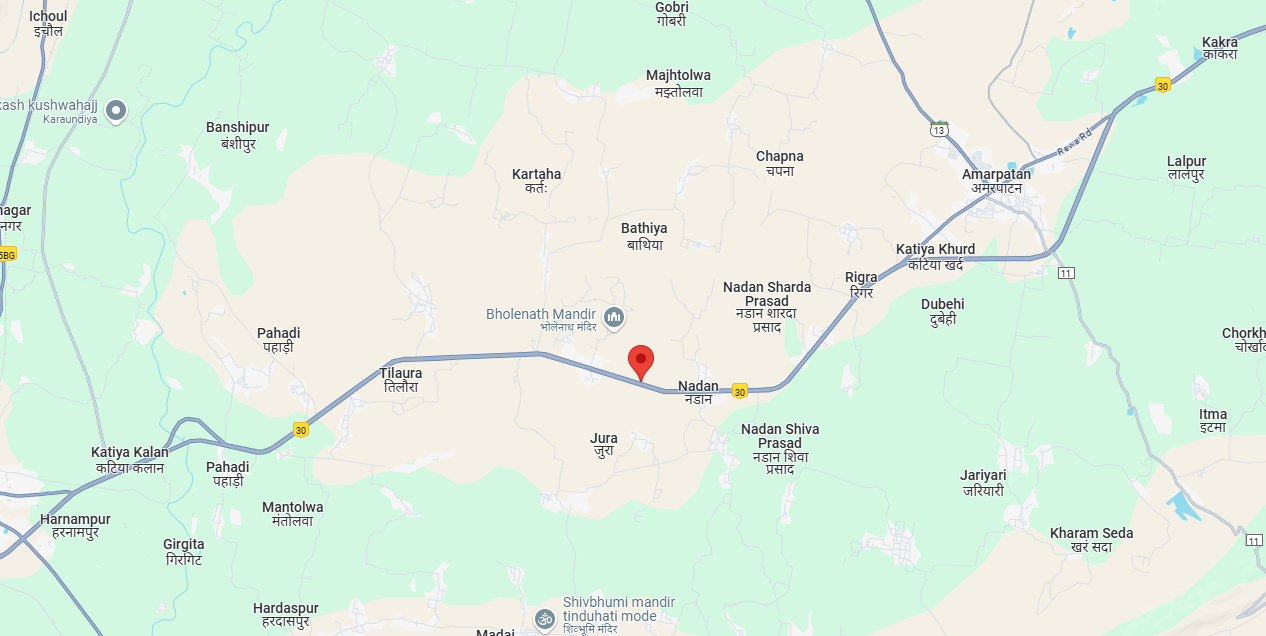 Ichoul
इचौल
Gobri
गोबरी
Kakra
काकरा
Majhtolwa
मझ्तोलवा
30
kash kushwahajj
Karaundiya
Banshipur
बंशीपुर
13
Rewa Rd
Chapna
चपना
Lalpur
लालपुर
Kartaha
कर्तः
Amarpatan
अमरपाटन
nagar
नगर
Bathiya
बाथिया
Katiya Khurd
कटिया खर्द
5BG
11
Rigra
रिगर
Nadan Sharda
Prasad
नडान शारदा
प्रसाद
Dubehi
दुबेही
Bholenath Mandir
भोलेनाथ मंदिर
Pahadi
पहाड़ी
Chorkh
चोर्खा
Tilaura
तिलौरा
Nadan
नडान
30
Itma
इटमा
30
Jura
जुरा
Nadan Shiva
Prasad
नडान शिवा
प्रसाद
Katiya Kalan
कटिया कलान
Pahadi
पहाड़ी
Jariyari
जरियारी
Mantolwa
मंतोलवा
Harnampur
हरनामपुर
Kharam Seda
खरं सदा
11
Girgita
गिरगिट
Hardaspur
हरदासपुर
Shivbhumi mandir
tinduhati mode
शिवभूमि मंदिर
Madai